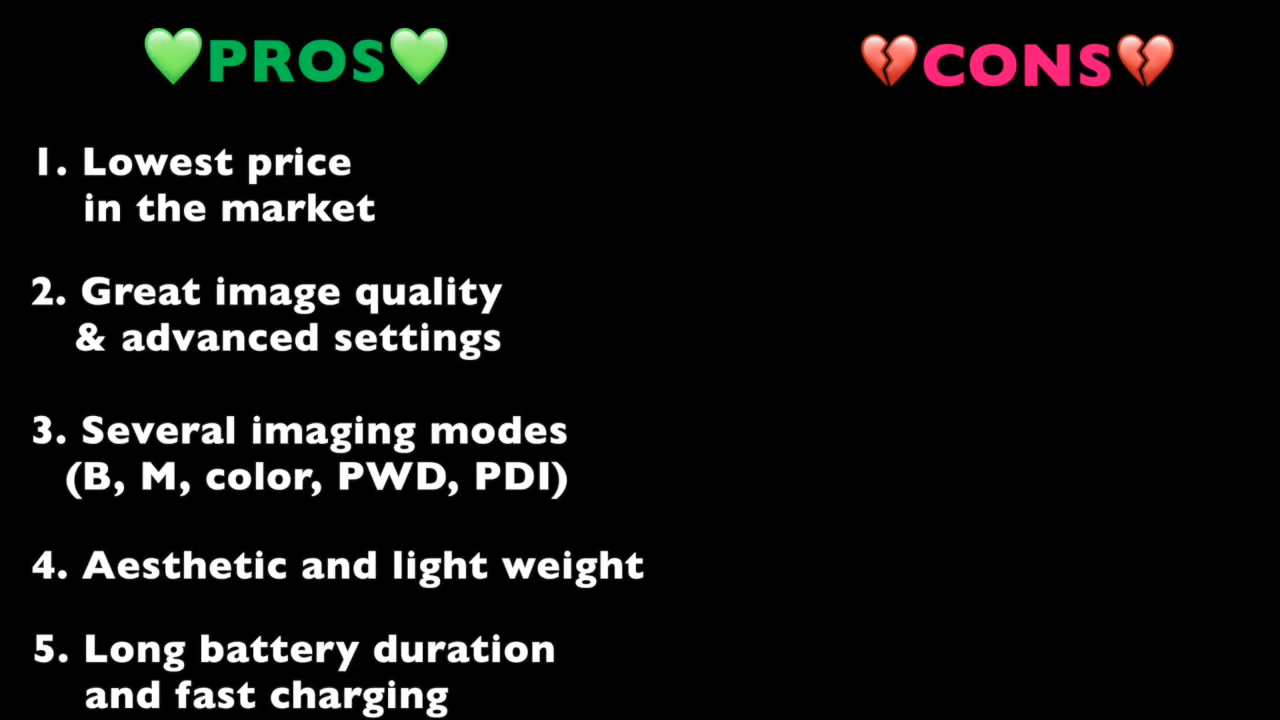 💚PROS💚
💔CONS💔
1. Lowest price
in the market
2. Great image quality
& advanced settings
3. Several imaging modes
(B, M, color, PWD, PDI)
4. Aesthetic and light weight
5. Long battery duration
and fast charging